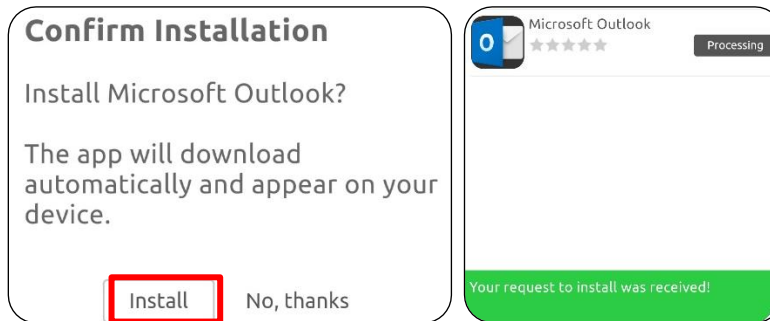 Confirm Installation
Install Microsoft Outlook?
The app will download
automatically and appear on your
device.
Install
No, thanks
Microsoft Outlook
Processing
Your request to install was received!